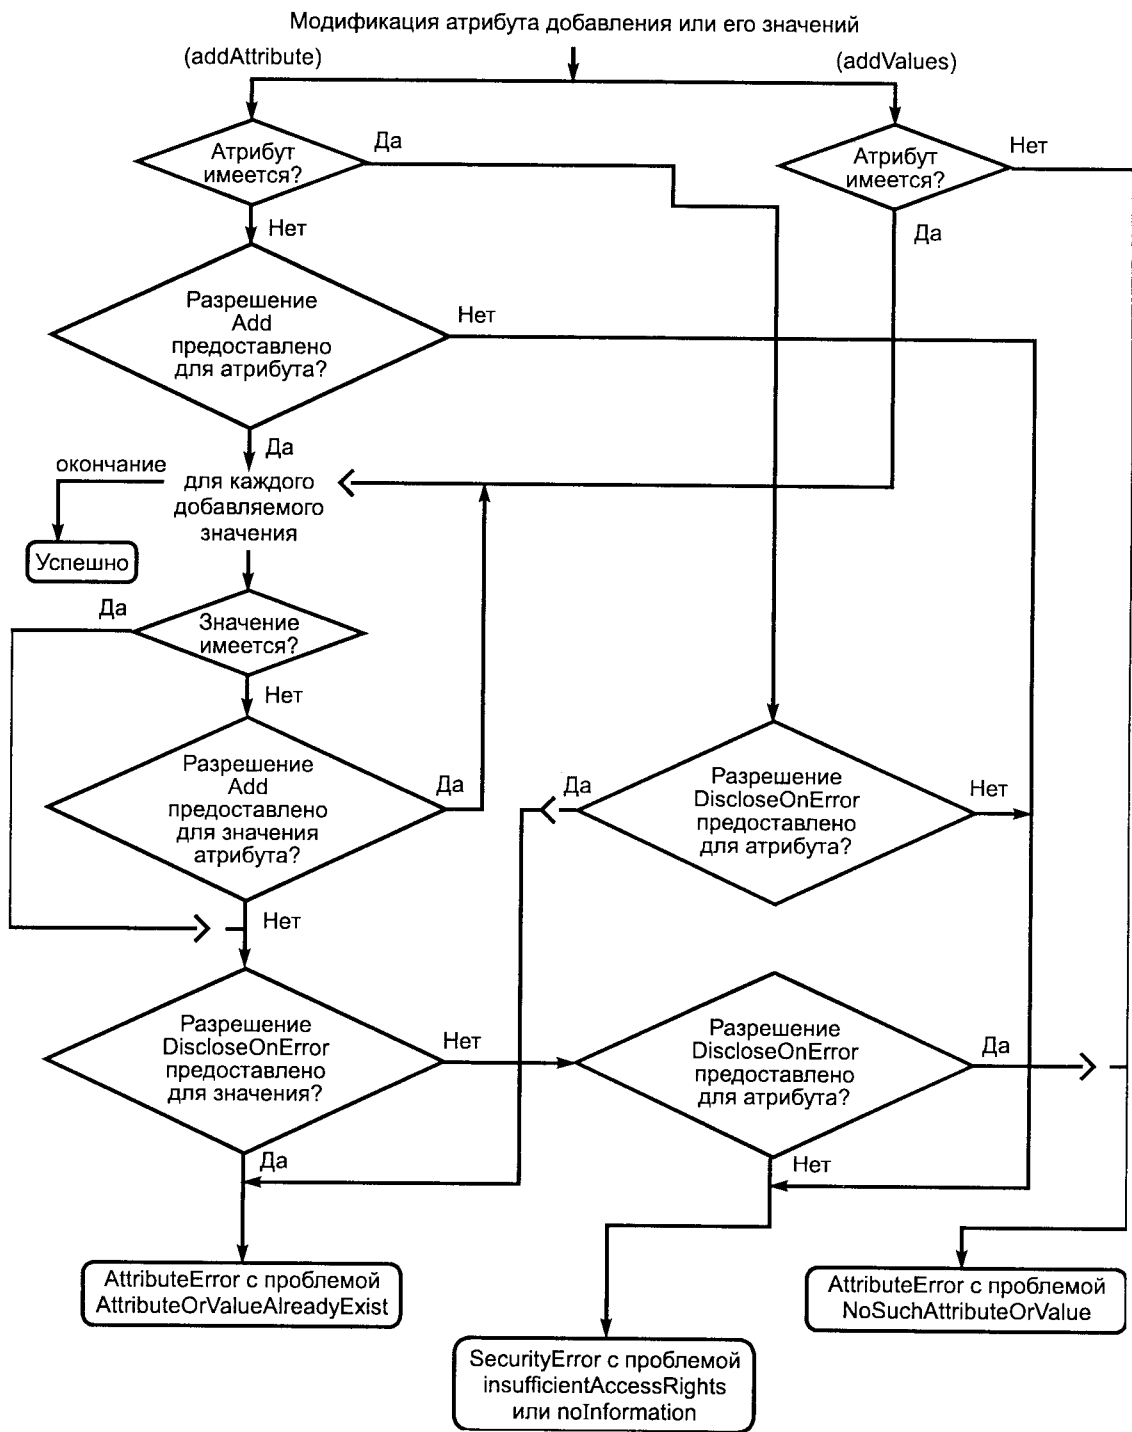 Модификация атрибута добавления или его значений
(addAttribute)
(addValues)
Атрибут
имеется?
Да
Атрибут
имеется?
Нет
Нет
Да
Разрешение
Add
предоставлено
для атрибута?
Нет
Да
окончание
для каждого
добавляемого
значения
Успешно
Да
Значение
имеется?
Нет
Разрешение
Add
предоставлено
для значения
атрибута?
Да
Да
Разрешение
DiscloseOnError
предоставлено
для атрибута?
Нет
Нет
Разрешение
DiscloseOnError
предоставлено
для значения?
Нет
Разрешение
DiscloseOnError
предоставлено
для атрибута?
Да
Да
Нет
AttributeError с проблемой
AttributeOrValueAlreadyExist
AttributeError с проблемой
NoSuchAttributeOrValue
SecurityError с проблемой
insufficientAccessRights
или noInformation